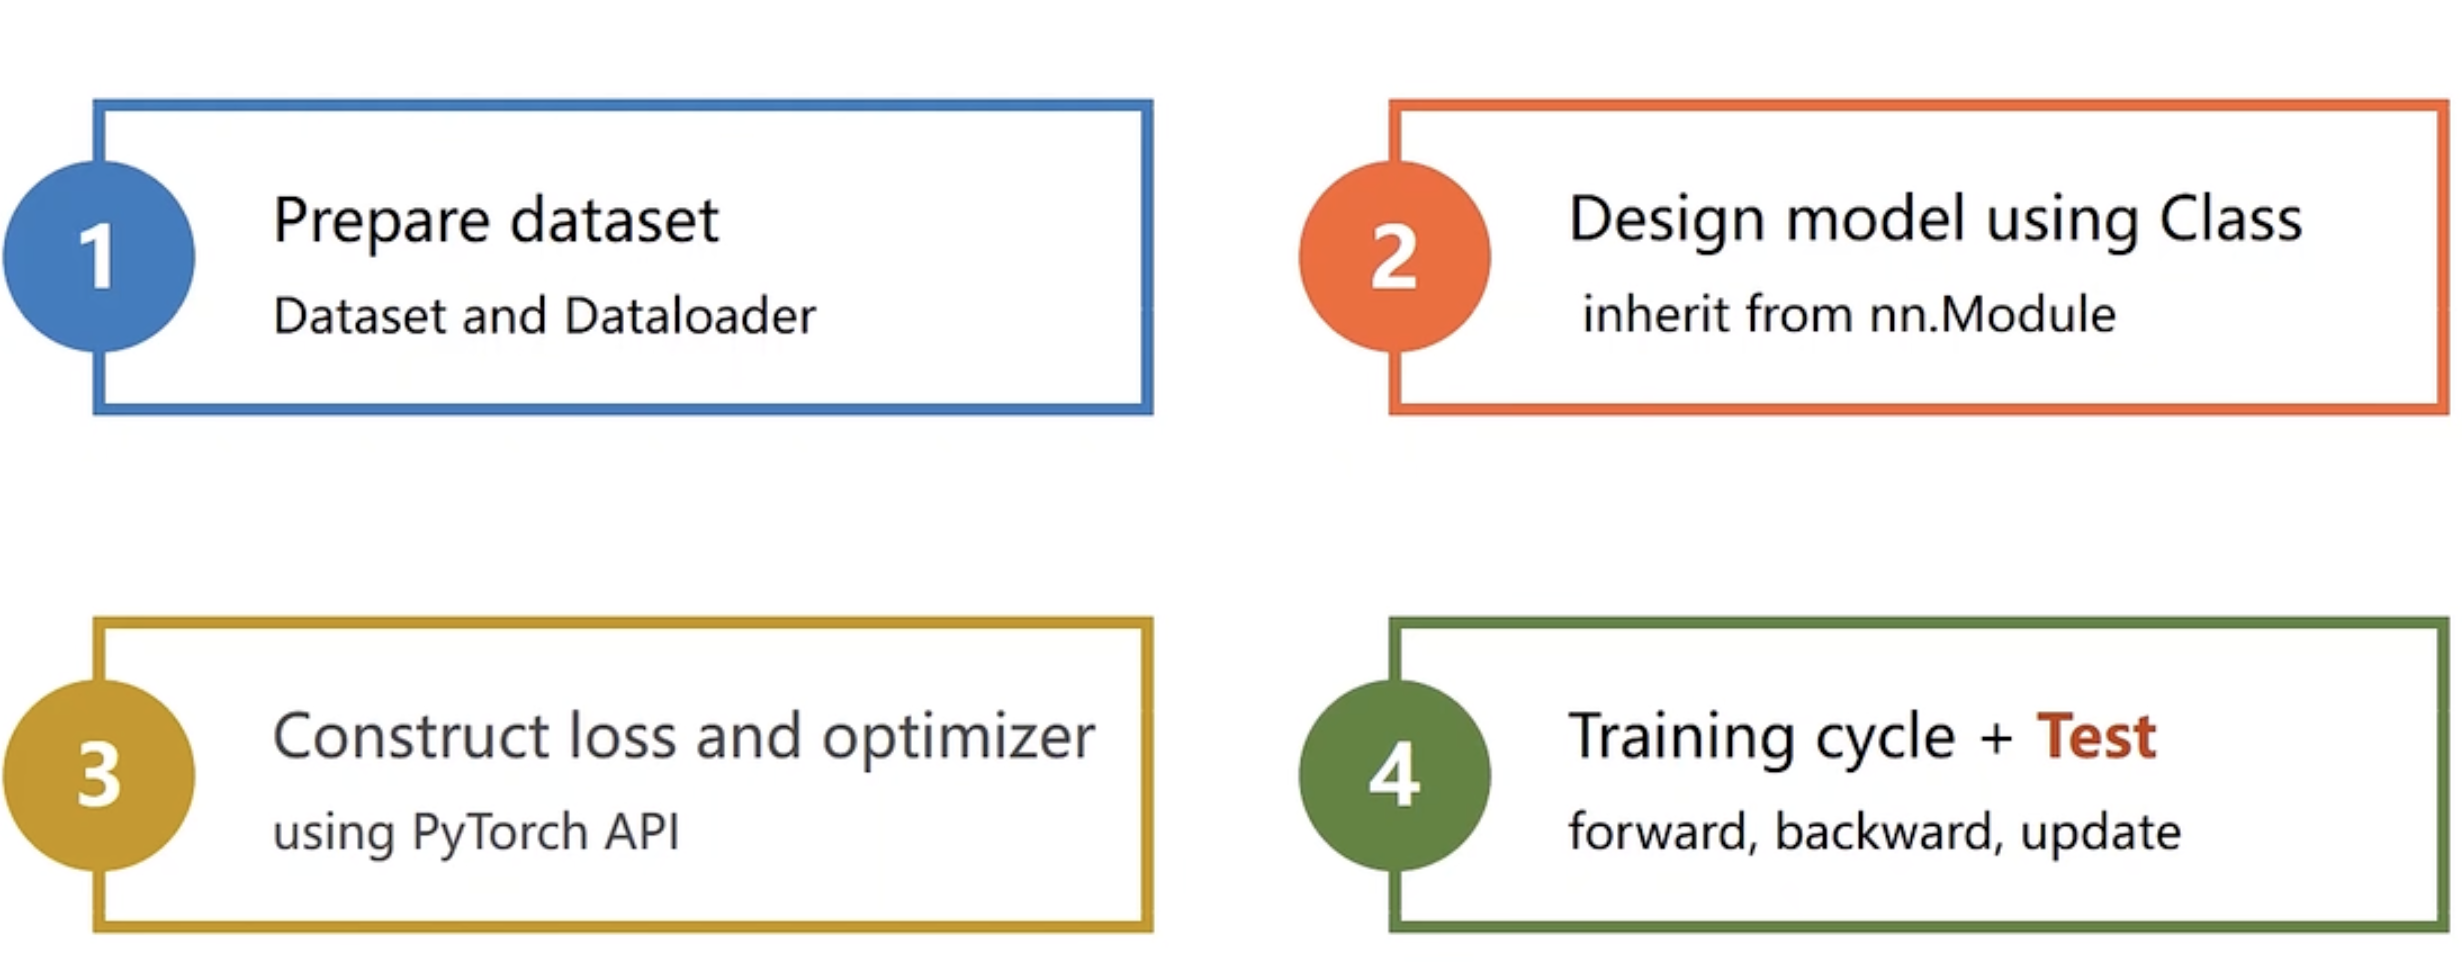 1
Prepare dataset
Dataset and Dataloader
2
Design model using Class
inherit from nn.Module
3
Construct loss and optimizer
using PyTorch API
4
Training cycle + Test
forward, backward, update